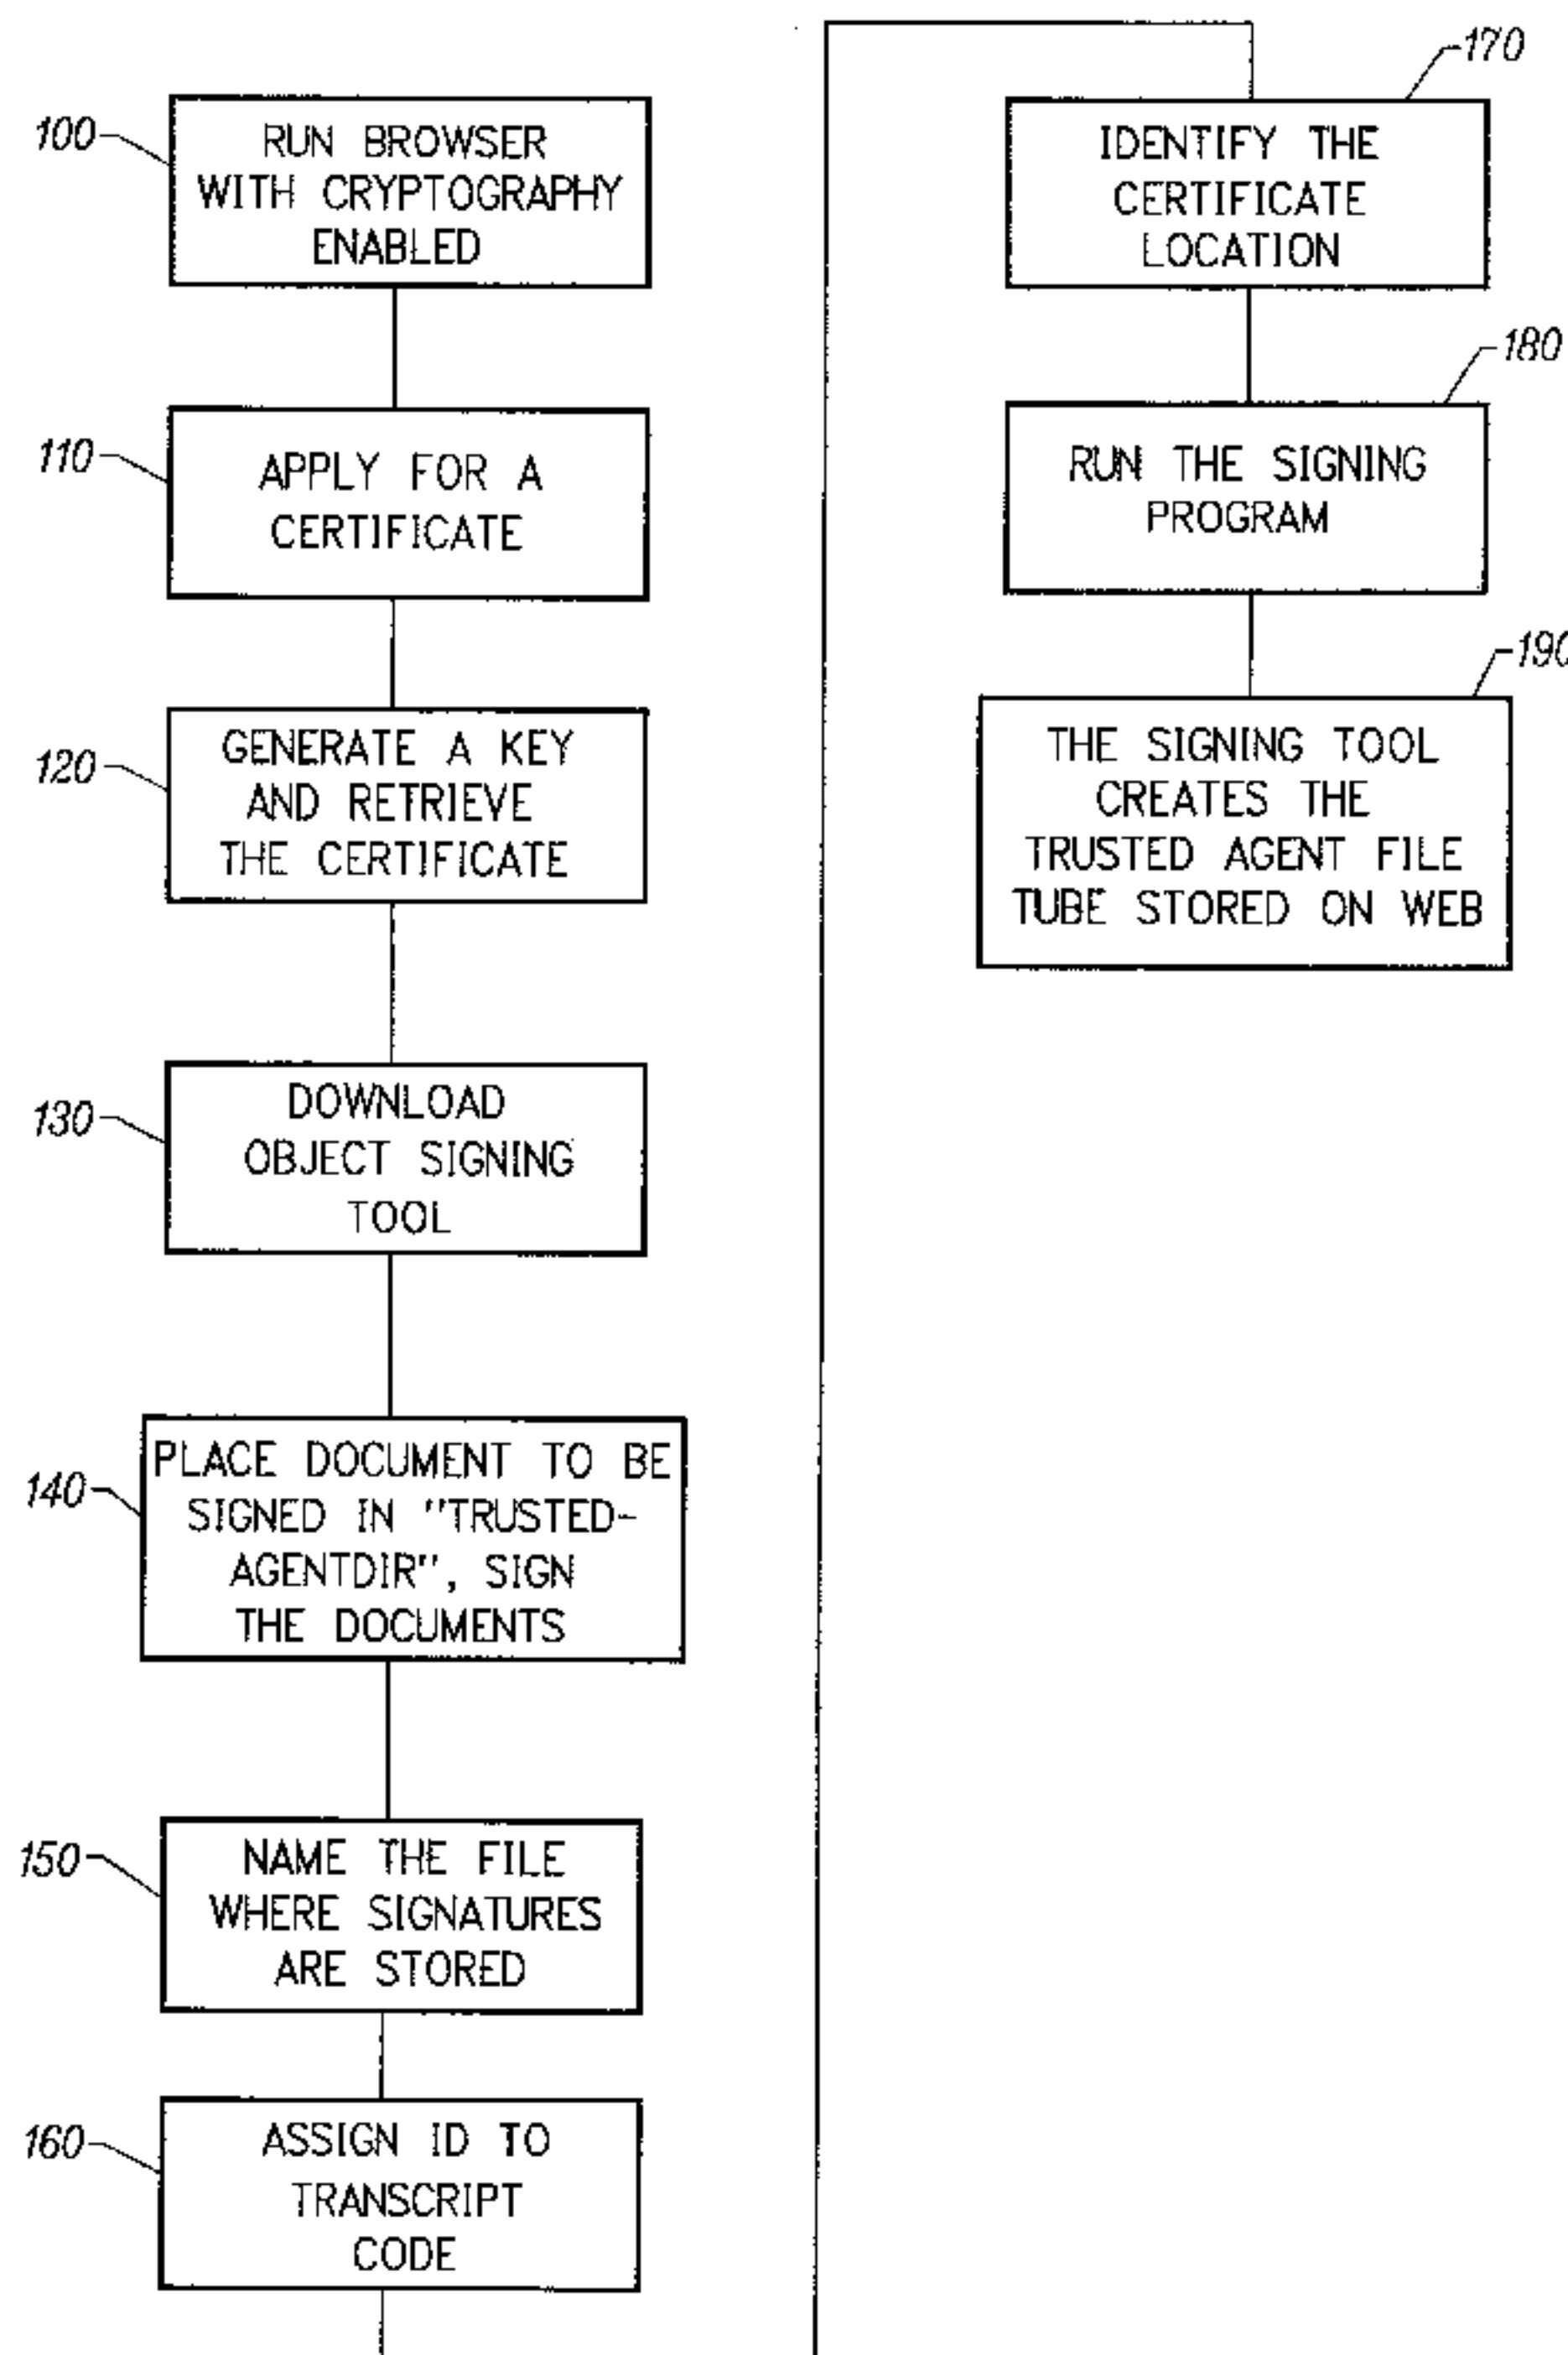 100
RUN BROWSER
WITH CRYPTOGRAPHY
ENABLED
110
APPLY FOR A
CERTIFICATE
120
GENERATE A KEY
AND RETRIEVE
THE CERTIFICATE
130
DOWNLOAD
OBJECT SIGNING
TOOL
140
PLACE DOCUMENT TO BE
SIGNED IN "TRUSTED-
AGENTDIR", SIGN
THE DOCUMENTS
150
NAME THE FILE
WHERE SIGNATURES
ARE STORED
160
ASSIGN ID TO
TRANSCRIPT
CODE
170
IDENTIFY THE
CERTIFICATE
LOCATION
180
RUN THE SIGNING
PROGRAM
190
THE SIGNING TOOL
CREATES THE
TRUSTED AGENT FILE
TUBE STORED ON WEB